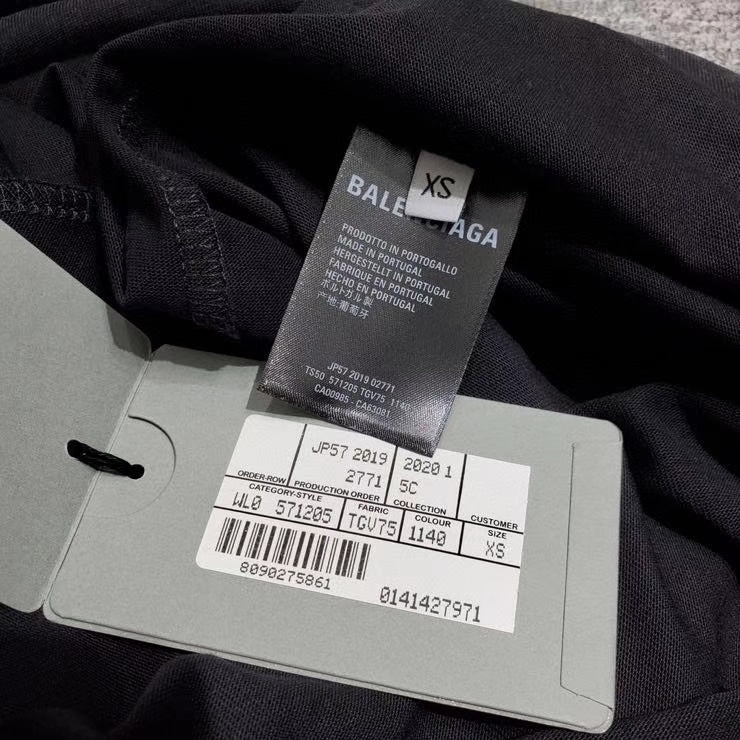 XS
BALENCIAGA
PRODOTTO IN PORTOGALLO
MADE IN PORTUGAL
HERGESTELLT IN PORTUGAL
FABRIQUE EN PORTUGAL
HECHO EN PORTUGAL
ポルトガル製
产地:葡萄牙
JP57 2019 02771
TS50 571205 TGV75 1140
CA00985 - CA63081
JP57 2019 2020 1
2771 5C
ORDER-ROW PRODUCTION ORDER COLLECTION CUSTOMER
CATEGORY-STYLE FABRIC COLOUR SIZE
WL0 571205 TGV75 1140 XS
8090275861
0141427971